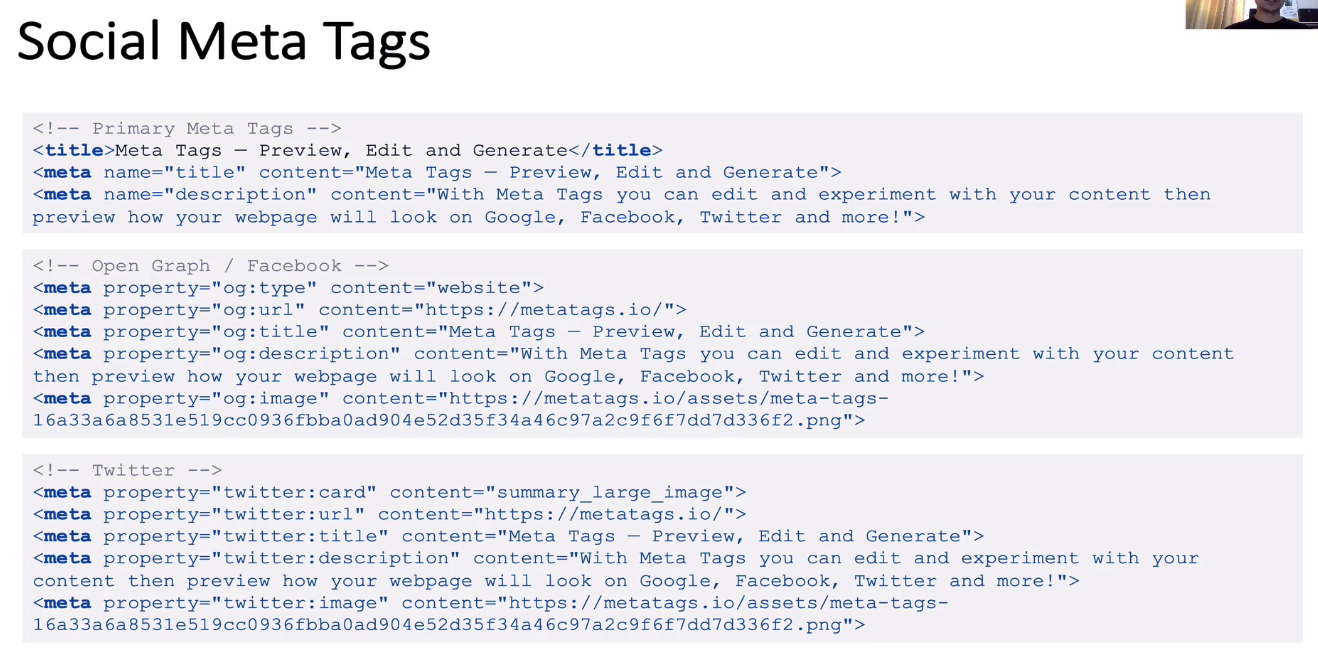 Social Meta Tags
<!-- Primary Meta Tags -->
<title>Meta Tags — Preview, Edit and Generate</title>
<meta name="title" content="Meta Tags — Preview, Edit and Generate">
<meta name="description" content="With Meta Tags you can edit and experiment with your content then
preview how your webpage will look on Google, Facebook, Twitter and more!">
<!-- Open Graph / Facebook -->
<meta property="og:type" content="website">
<meta property="og:url" content="https://metatags.io/">
<meta property="og:title" content="Meta Tags — Preview, Edit and Generate">
<meta property="og:description" content="With Meta Tags you can edit and experiment with your content
then preview how your webpage will look on Google, Facebook, Twitter and more!">
<meta property="og:image" content="https://metatags.io/assets/meta-tags-
16a33a6a8531e519cc0936fbba0ad904e52d35f34a46c97a2c9f6f7dd7d336f2.png">
<!-- Twitter -->
<meta property="twitter:card" content="summary_large_image">
<meta property="twitter:url" content="https://metatags.io/">
<meta property="twitter:title" content="Meta Tags — Preview, Edit and Generate">
<meta property="twitter:description" content="With Meta Tags you can edit and experiment with your
content then preview how your webpage will look on Google, Facebook, Twitter and more!">
<meta property="twitter:image" content="https://metatags.io/assets/meta-tags-
16a33a6a8531e519cc0936fbba0ad904e52d35f34a46c97a2c9f6f7dd7d336f2.png">